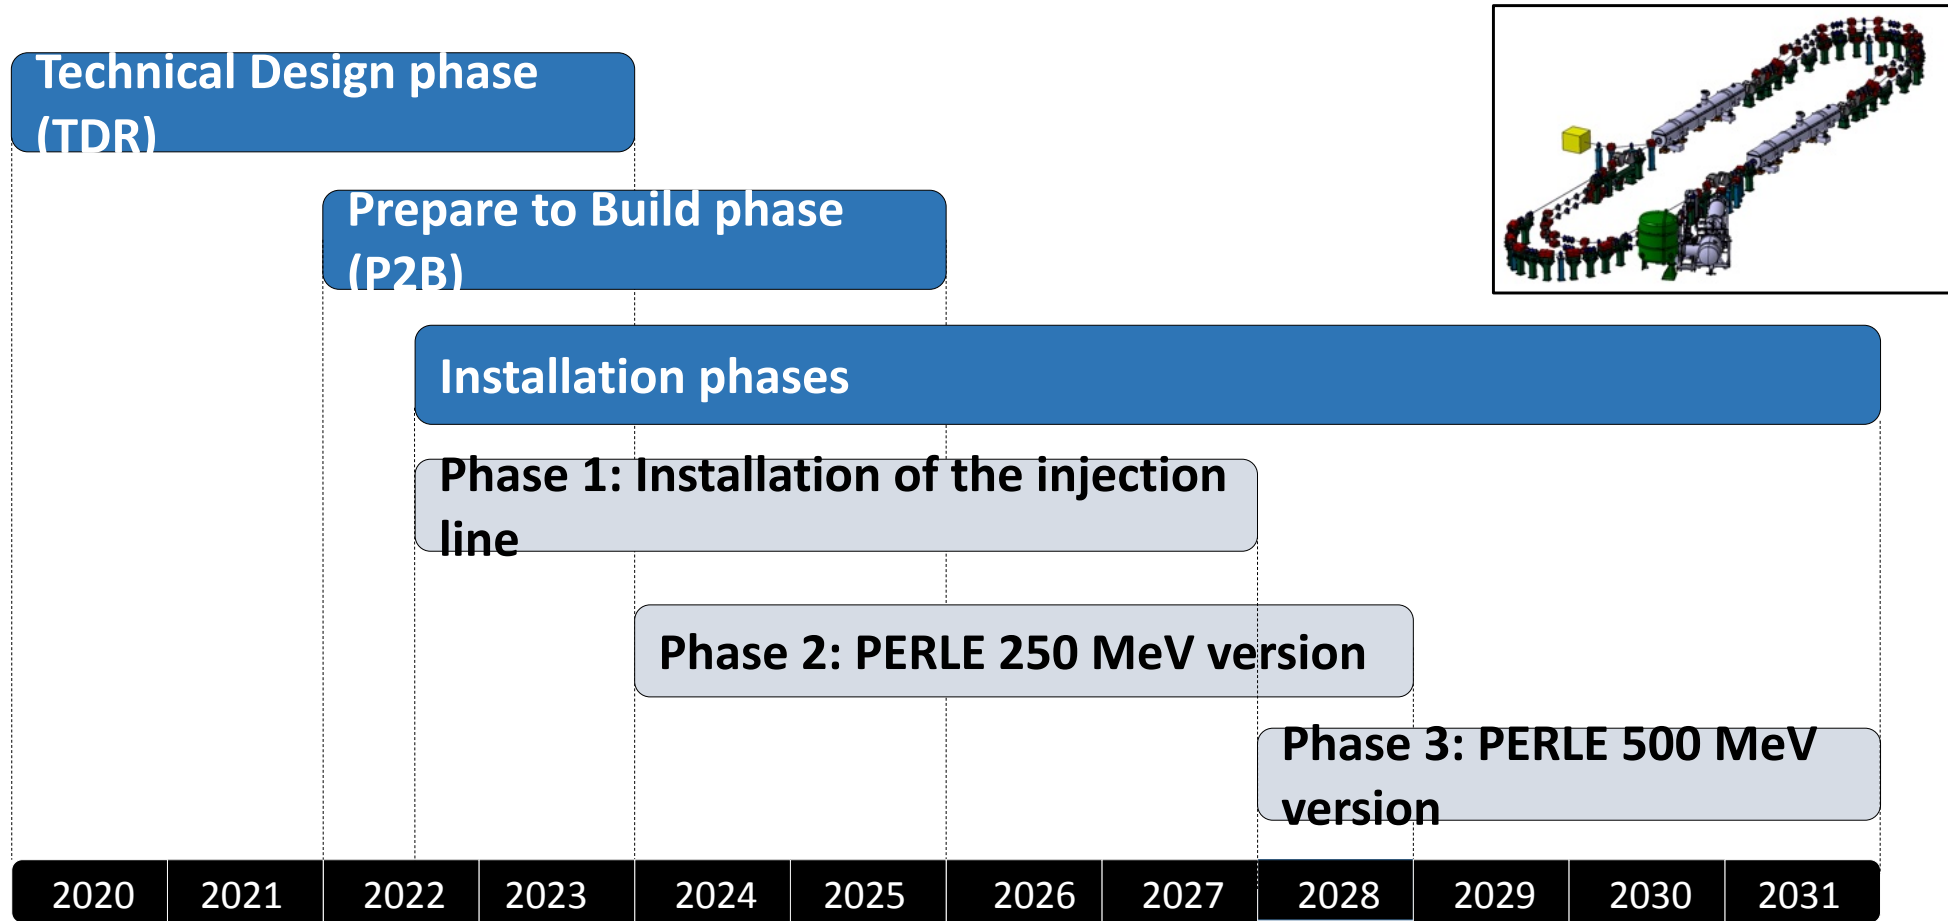 Technical Design phase
(TDR)
Prepare to Build phase
(P2B)
Installation phases
Phase 1: Installation of the injection
line
Phase 2: PERLE 250 MeV version
Phase 3: PERLE 500 MeV
version
2020 2021 2022 2023 2024 2025 2026 2027 2028 2029 2030 2031